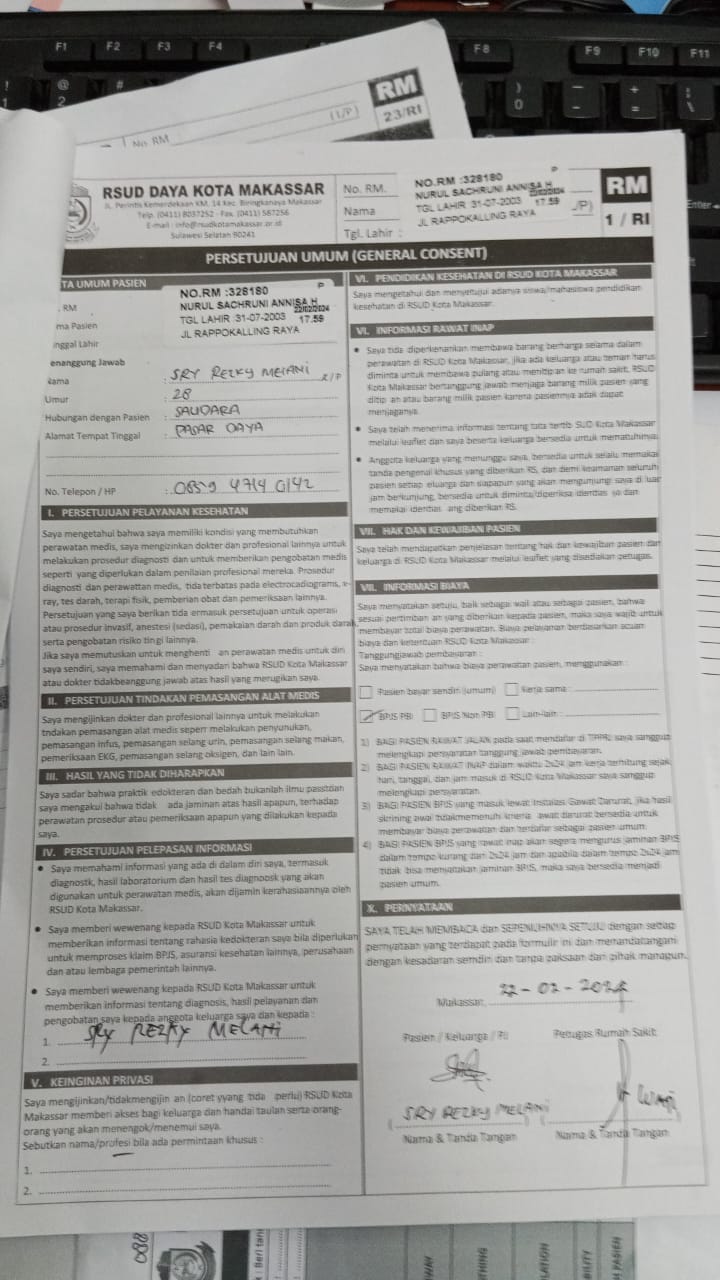 F1 F2 F3 F4 F8 F9 F10 F11
RM
23/RI
(L/P)
No. RM
RSUD DAYA KOTA MAKASSAR
JL. Perintis Kemerdekaan KM. 14 Kec. Biringkanaya Makassar
Telp. (0411) 8037252 - Fax. (0411) 587256
E-mail : info@rsudkotamakassar.or.id
Sulawesi Selatan 90241
No. RM.
Nama
Tgl. Lahir :
P
NO.RM :328180
NURUL SACHRUNI ANNISA H
22/02/2024
TGL LAHIR :31-07-2003 17.59
JL RAPPOKALLING RAYA
/P)
RM
1 / RI
PERSETUJUAN UMUM (GENERAL CONSENT)
TA UMUM PASIEN
RM
ma Pasien
nggal Lahir
P
NO.RM :328180
NURUL SACHRUNI ANNISA H
22/02/2024
TGL LAHIR :31-07-2003 17.59
JL RAPPOKALLING RAYA
enanggung Jawab
Nama : SRY REZKY MELANI
L/P
Umur : 28
Hubungan dengan Pasien : SAUDARA
Alamat Tempat Tinggal : PASAR DAYA
No. Telepon / HP : 0859 4714 0142
I. PERSETUJUAN PELAYANAN KESEHATAN
Saya mengetahui bahwa saya memiliki kondisi yang membutuhkan
perawatan medis, saya mengizinkan dokter dan profesional lainnya untuk
melakukan prosedur diagnosti dan untuk memberikan pengobatan medis
seperti yang diperlukan dalam penilaian profesional mereka. Prosedur
diagnosti dan perawattan medis, tida terbatas pada electrocadiograms, x-
ray, tes darah, terapi fisik, pemberian obat dan pemeriksaan lainnya.
Persetujuan yang saya berikan tida ermasuk persetujuan untuk operasi
atau prosedur invasif, anestesi (sedasi), pemakaian darah dan produk darah
serta pengobatan risiko tingi lainnya.
Jika saya memutuskan untuk menghenti an perawatan medis untuk diri
saya sendiri, saya memahami dan menyadari bahwa RSUD Kota Makassar
atau dokter tidakbeanggung jawab atas hasil yang merugikan saya.
II. PERSETUJUAN TINDAKAN PEMASANGAN ALAT MEDIS
Saya mengijinkan dokter dan profesional lainnya untuk melakukan
tndakan pemasangan alat medis seperr melakukan penyunukan,
pemasangan infus, pemasangan selang urin, pemasangan selang makan,
pemeriksaan EKG, pemasangan selang oksigen, dan lain lain.
III. HASIL YANG TIDAK DIHARAPKAN
Saya sadar bahwa praktik edokteran dan bedah bukanlah ilmu passtdan
saya mengakui bahwa tidak ada jaminan atas hasil apapun, terhadap
perawatan prosedur atau pemeriksaan apapun yang dilakukan kepada
saya.
IV. PERSETUJUAN PELEPASAN INFORMASI
• Saya memahami informasi yang ada di dalam diri saya, termasuk
diagnostk, hasil laboratorium dan hasil tes diagnoosk yang akan
digunakan untuk perawatan medis, akan dijamin kerahasiaannya oleh
RSUD Kota Makassar.
• Saya memberi wewenang kepada RSUD Kota Makassar untuk
memberikan informasi tentang rahasia kedokteran saya bila diperlukan
untuk memproses klaim BPJS, asuransi kesehatan lainnya, perusahaan
dan atau lembaga pemerintah lainnya.
• Saya memberi wewenang kepada RSUD Kota Makassar untuk
memberikan informasi tentang diagnosis, hasil pelayanan dan
pengobatan saya kepada anggota keluarga saya dan kepada :
1. SRY REZKY MELANI
2.
V. KEINGINAN PRIVASI
Saya mengijinkan/tidakmengijin an (coret yyang tida perlu) RSUD Kota
Makassar memberi akses bagi keluarga dan handai taulan serta orang-
orang yang akan menengok/menemui saya.
Sebutkan nama/profesi bila ada permintaan khusus :
1.
2.
VI. PENDIDIKAN KESEHATAN DI RSUD KOTA MAKASSAR
Saya mengetahui dan menyetujui adanya siswa/mahasiswa pendidikan
kesehatan di RSUD Kota Makassar.
VI. INFORMASI RAWAT INAP
• Saya tida diperkenankan membawa barang berharga selama dalam
perawatan di RSUD Kota Makassar, jika ada keluarga atau teman harus
diminta untuk membawa pulang atau menitip an ke rumah sakit. RSUD
Kota Makassar bertanggung jawab menjaga barang milik pasien yang
ditip an atau barang milik pasien karena pasiennya adak dapat
menjaganya.
• Saya telah menerima informasi tentang tata tertib SUD Kota Makassar
melalui leaflet dan saya beserta keluarga bersedia untuk mematuhinya.
• Anggota keluarga yang menunggu saya, bersedia untuk selalu memakai
tanda pengenal khusus yang diberikan RS, dan demi keamanan seluruh
pasien setiap eluarga dan siapapun yang akan mengunjungi saya di luar
jam berkunjung, bersedia untuk diminta/diperiksa identtas ya dan
memakai identtas ang diberikan RS.
VII. HAK DAN KEWAJIBAN PASIEN
Saya telah mendapatkan penjelasan tentang hak dan kewajiban pasien dan
keluarga di RSUD Kota Makassar melalui leaflet yang disediakan petugas.
VII. INFORMASI BIAYA
Saya menyatakan setuju, baik sebagai wali atau sebagai pasien, bahwa
sesuai pertimban an yang diberikan kepada pasien, maka saya wajib untuk
membayar total biaya perawatan. Biaya pelayanan berdasarkan acuan
biaya dan ketentuan RSUD Kota Makassar :
Tanggungjawab pembayaran :
Saya menyatakan bahwa biaya perawatan pasien, menggunakan :
Pasien bayar sendiri (umum) Kerja sama :
BPJS PBI BPJS Non PBI Lain-lain :
1) BAGI PASIEN RAWAT JALAN pada saat mendaftar di TPPRJ saya sanggup
melengkapi persyaratan tanggung jawab pembayaran.
2) BAGI PASIEN RAWAT INAP dalam waktu 2x24 jam kerja terhitung sejak
hari, tanggal, dan jam masuk di RSUD Kota Makassar saya sanggup
melengkapi persyaratan.
3) BAGI PASIEN BPJS yang masuk lewat Instalasi Gawat Darurat, jika hasil
skrining awal tidakmemenuhi kriteria awat darurat bersedia untuk
membayar biaya perawatan dan terdaftar sebagai pasien umum.
4) BAGI PASIEN BPJS yang rawat inap akan segera mengurus jaminan BPJS
dalam tempo kurang dari 2x24 jam dan apabila dalam tempo 2x24 jam
tidak bisa menyatakan jaminan BPJS, maka saya bersedia menjadi
pasien umum.
X. PERNYATAAN
SAYA TELAH MEMBACA dan SEPENUHNYA SETUJU dengan setiap
pernyataan yang terdapat pada formulir ini dan menandatangani
dengan kesadaran sendiri dan tanpa paksaan dari pihak manapun.
Makassar, 22-02-2024
Pasien / Keluarga / PJ Petugas Rumah Sakit
SRY REZKY MELANI
Nama & Tanda Tangan Nama & Tanda Tangan